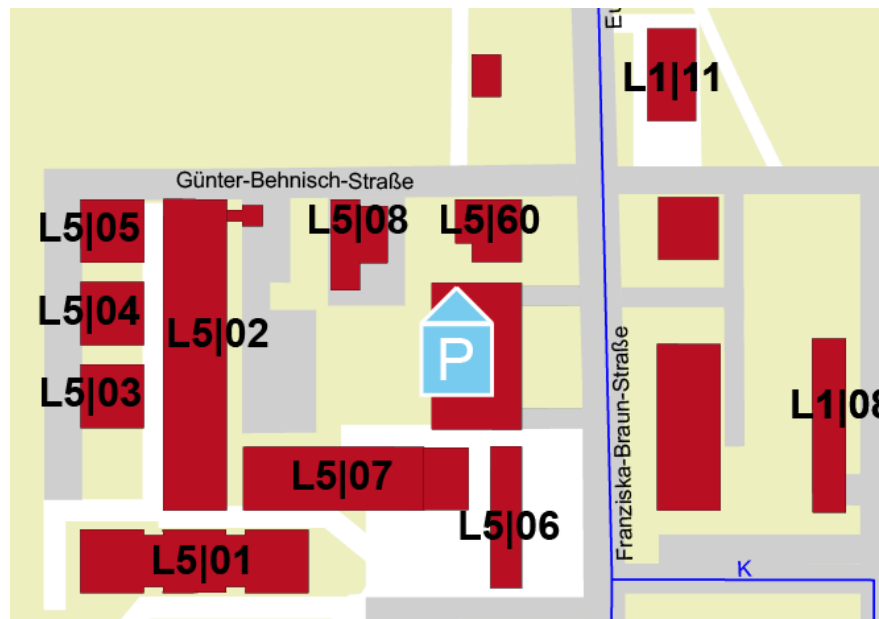 Eu
L1|11
Günter-Behnisch-Straße
L5|05
L5|08
L5|60
L5|04
L5|02
P
L5|03
Franziska-Braun-Straße
L1|08
L5|07
L5|06
L5|01
K